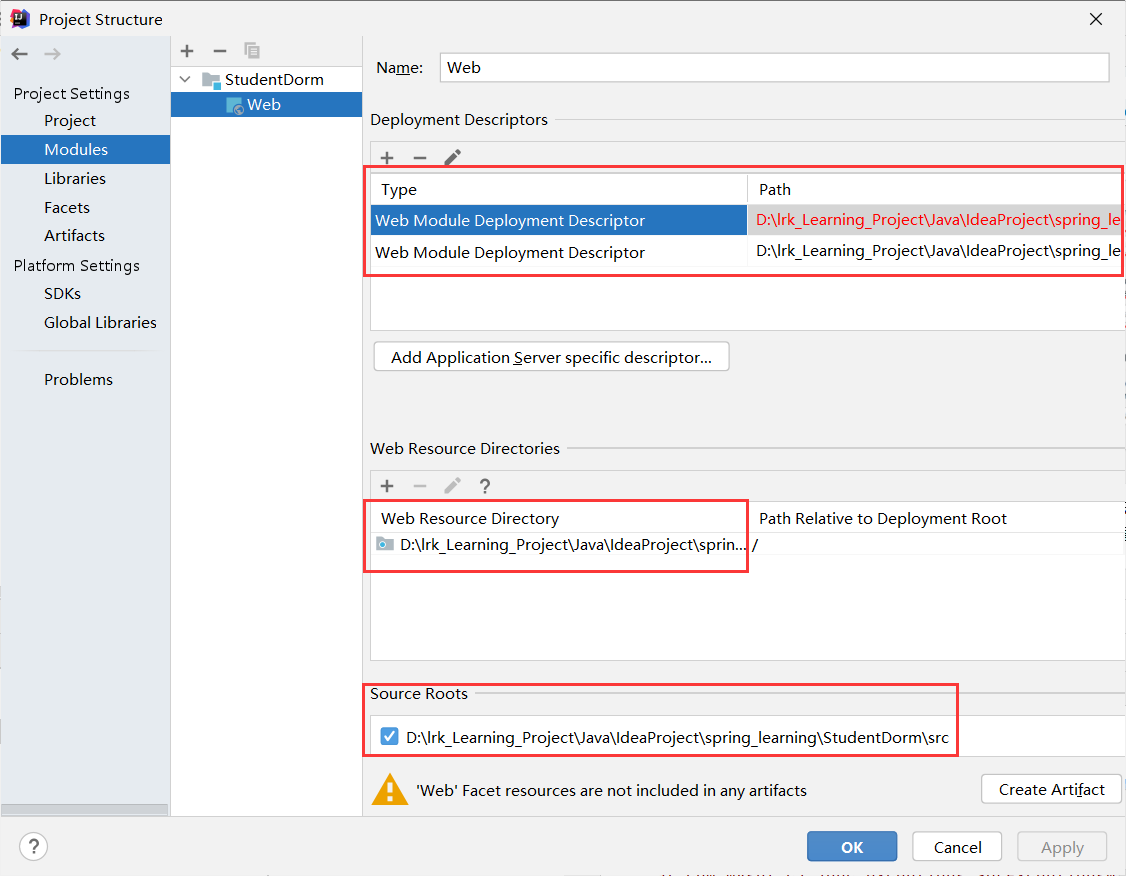 Project Structure
Project Settings
Project
Modules
Libraries
Facets
Artifacts
Platform Settings
SDKs
Global Libraries
Problems
StudentDorm
Web
Name: Web
Deployment Descriptors
Type Path
Web Module Deployment Descriptor D:\lrk_Learning_Project\Java\IdeaProject\spring_le
Web Module Deployment Descriptor D:\lrk_Learning_Project\Java\IdeaProject\spring_le
Add Application Server specific descriptor...
Web Resource Directories
?
Web Resource Directory Path Relative to Deployment Root
D:\lrk_Learning_Project\Java\IdeaProject\sprin... /
Source Roots
D:\lrk_Learning_Project\Java\IdeaProject\spring_learning\StudentDorm\src
'Web' Facet resources are not included in any artifacts
Create Artifact
? OK Cancel Apply